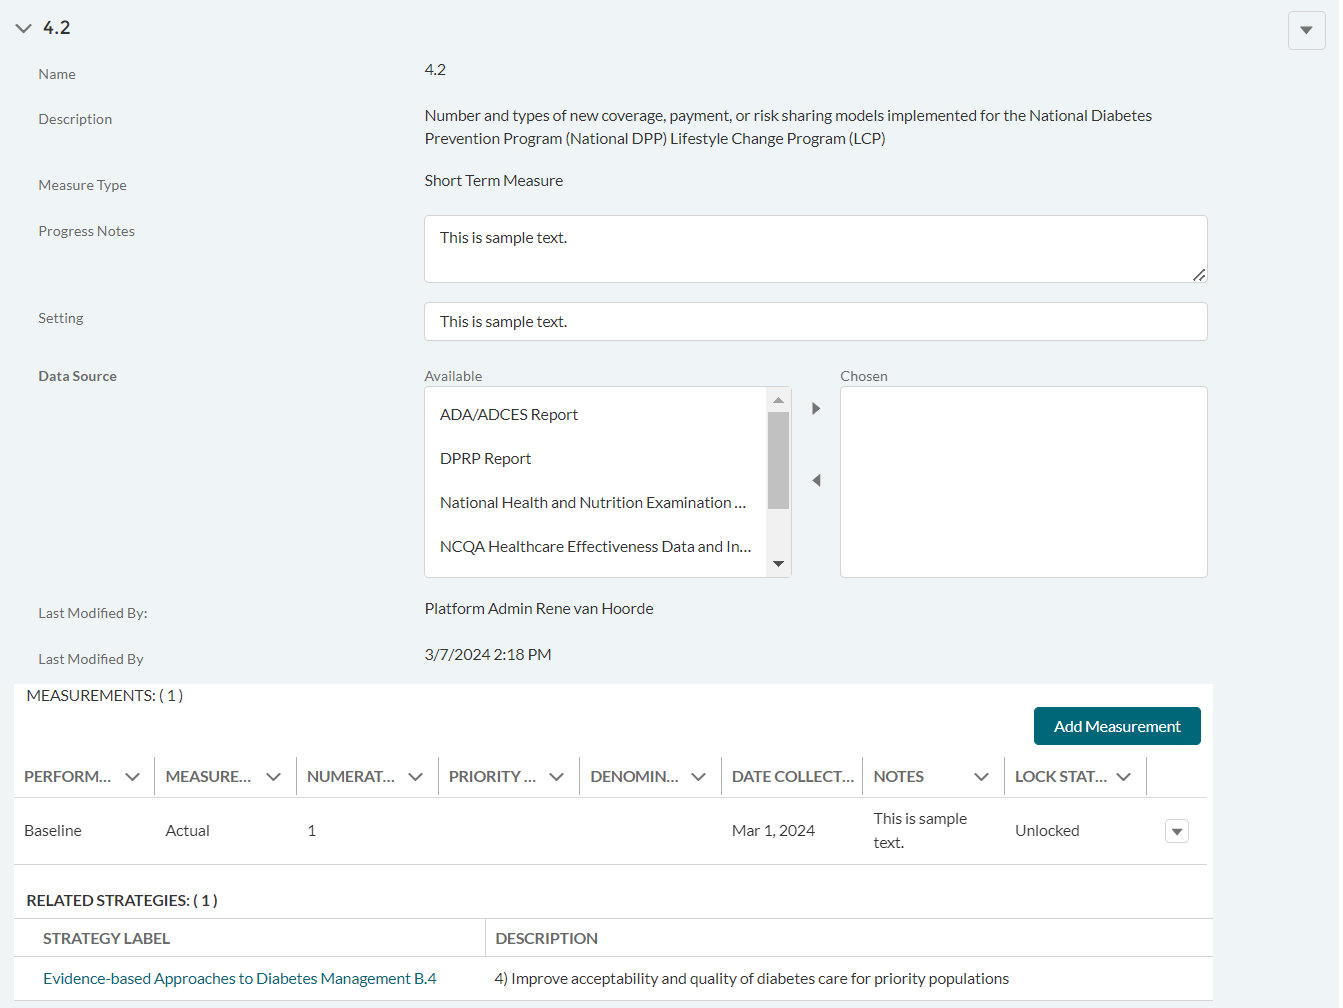 4.2
Name
4.2
Description
Number and types of new coverage, payment, or risk sharing models implemented for the National Diabetes
Prevention Program (National DPP) Lifestyle Change Program (LCP)
Measure Type
Short Term Measure
Progress Notes
This is sample text.
Setting
This is sample text.
Data Source
Available
Chosen
ADA/ADCES Report
DPRP Report
National Health and Nutrition Examination ...
NCQA Healthcare Effectiveness Data and In...
Last Modified By:
Platform Admin Rene van Hoorde
Last Modified By
3/7/2024 2:18 PM
MEASUREMENTS: ( 1 )
Add Measurement
PERFORM... MEASURE... NUMERAT... PRIORITY ... DENOMIN... DATE COLLECT... NOTES LOCK STAT...
Baseline Actual 1 Mar 1, 2024 This is sample Unlocked
text.
RELATED STRATEGIES: ( 1 )
STRATEGY LABEL DESCRIPTION
Evidence-based Approaches to Diabetes Management B.4 4) Improve acceptability and quality of diabetes care for priority populations